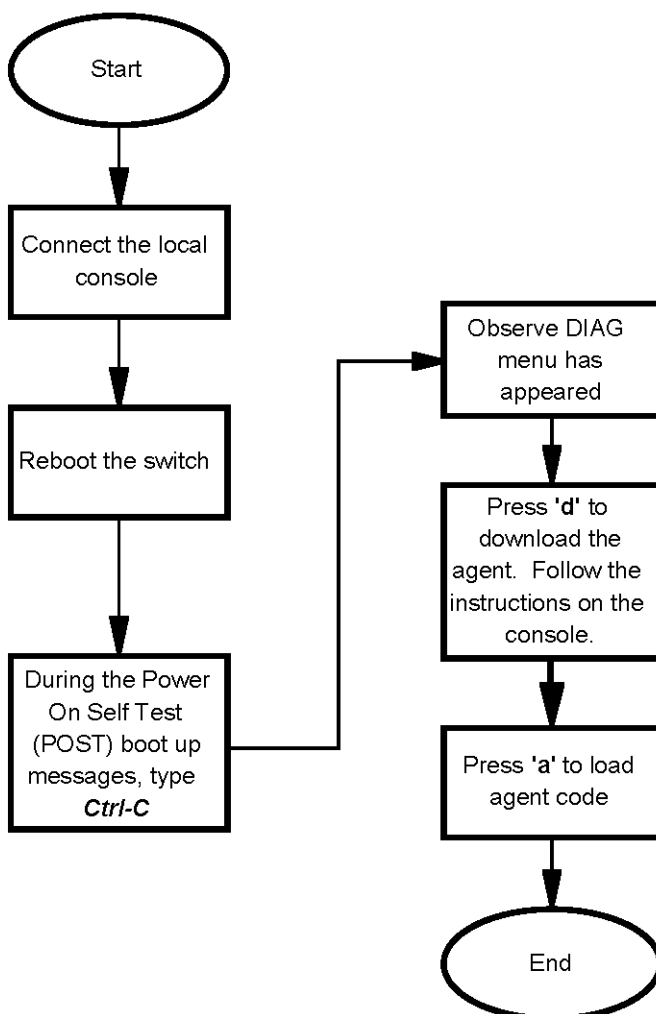 Start
Connect the local
console
Reboot the switch
During the Power
On Self Test
(POST) boot up
messages, type
Ctrl-C
Observe DIAG
menu has
appeared
Press 'd' to
download the
agent.  Follow the
instructions on the
console.
Press 'a' to load
agent code
End